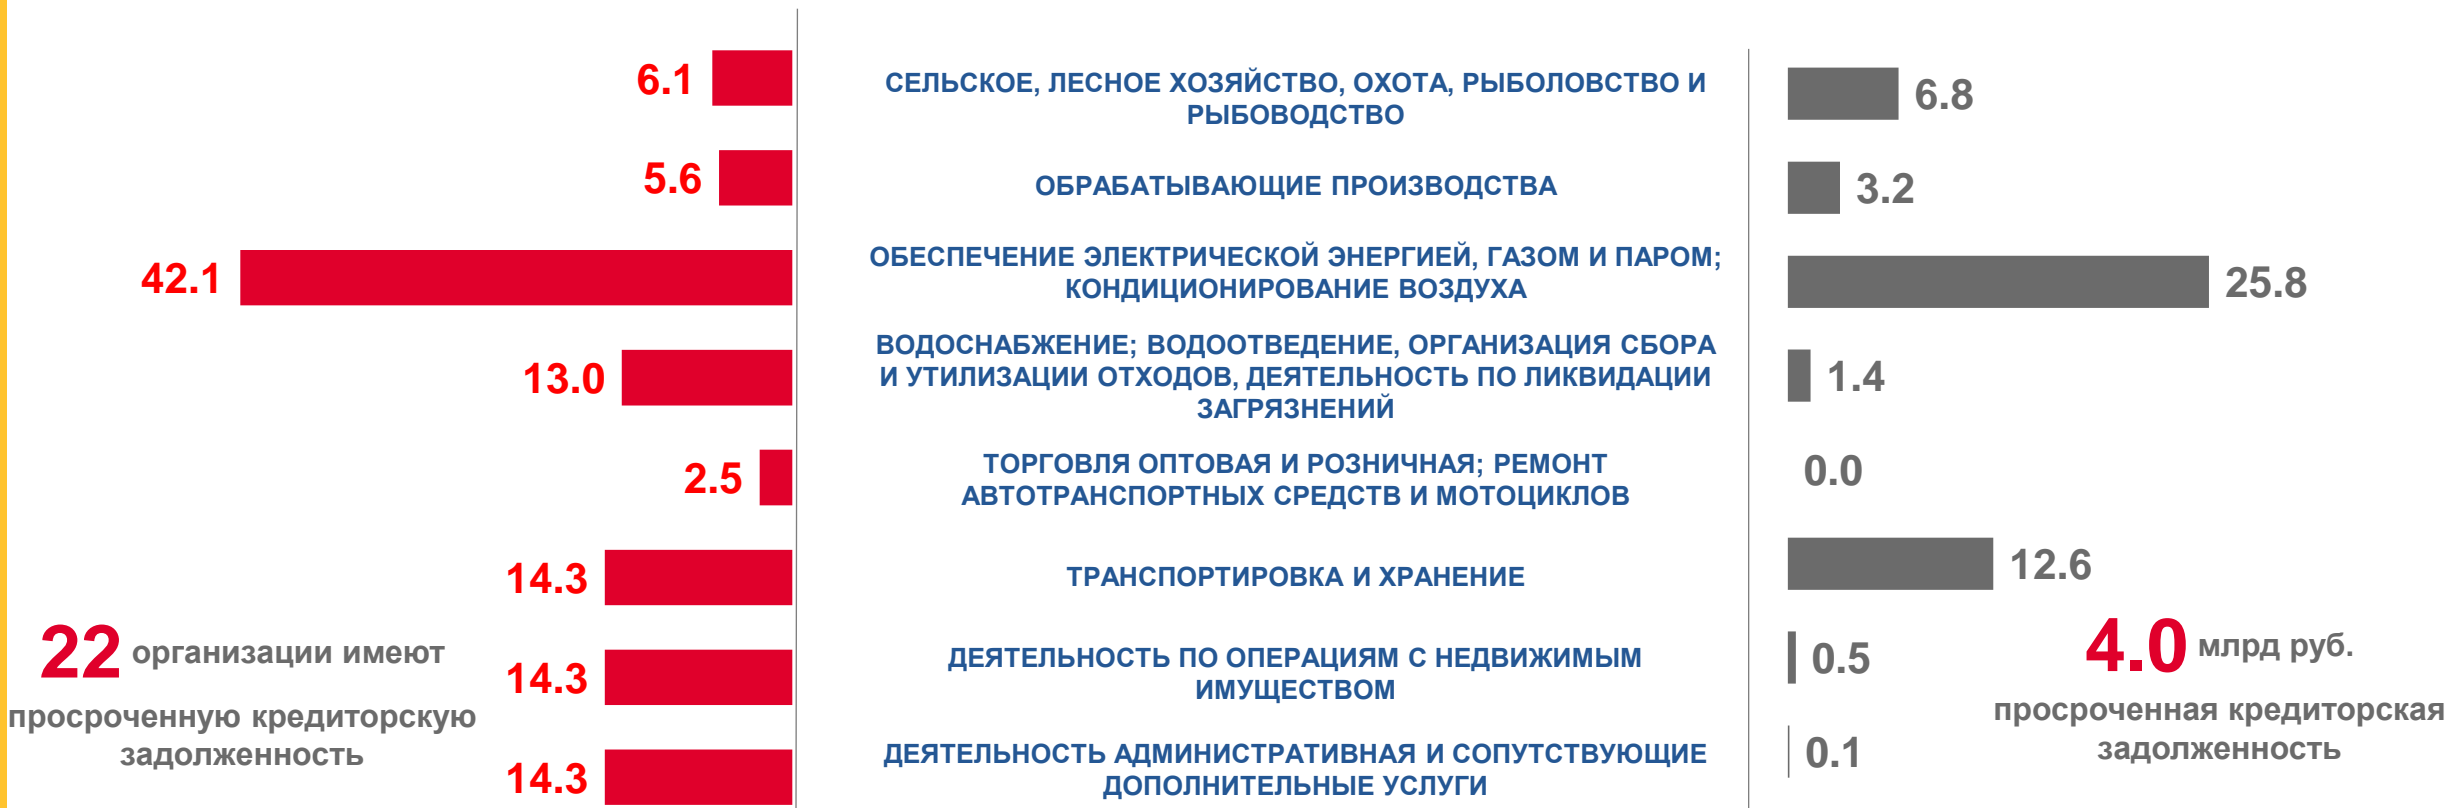 6.1
СЕЛЬСКОЕ, ЛЕСНОЕ ХОЗЯЙСТВО, ОХОТА, РЫБОЛОВСТВО И
РЫБОВОДСТВО
6.8
5.6
ОБРАБАТЫВАЮЩИЕ ПРОИЗВОДСТВА
3.2
42.1
ОБЕСПЕЧЕНИЕ ЭЛЕКТРИЧЕСКОЙ ЭНЕРГИЕЙ, ГАЗОМ И ПАРОМ;
КОНДИЦИОНИРОВАНИЕ ВОЗДУХА
25.8
13.0
ВОДОСНАБЖЕНИЕ; ВОДООТВЕДЕНИЕ, ОРГАНИЗАЦИЯ СБОРА
И УТИЛИЗАЦИИ ОТХОДОВ, ДЕЯТЕЛЬНОСТЬ ПО ЛИКВИДАЦИИ
ЗАГРЯЗНЕНИЙ
1.4
2.5
ТОРГОВЛЯ ОПТОВАЯ И РОЗНИЧНАЯ; РЕМОНТ
АВТОТРАНСПОРТНЫХ СРЕДСТВ И МОТОЦИКЛОВ
0.0
14.3
ТРАНСПОРТИРОВКА И ХРАНЕНИЕ
12.6
14.3
ДЕЯТЕЛЬНОСТЬ ПО ОПЕРАЦИЯМ С НЕДВИЖИМЫМ
ИМУЩЕСТВОМ
0.5
14.3
ДЕЯТЕЛЬНОСТЬ АДМИНИСТРАТИВНАЯ И СОПУТСТВУЮЩИЕ
ДОПОЛНИТЕЛЬНЫЕ УСЛУГИ
0.1
22 организации имеют
просроченную кредиторскую
задолженность
4.0 млрд руб.
просроченная кредиторская
задолженность